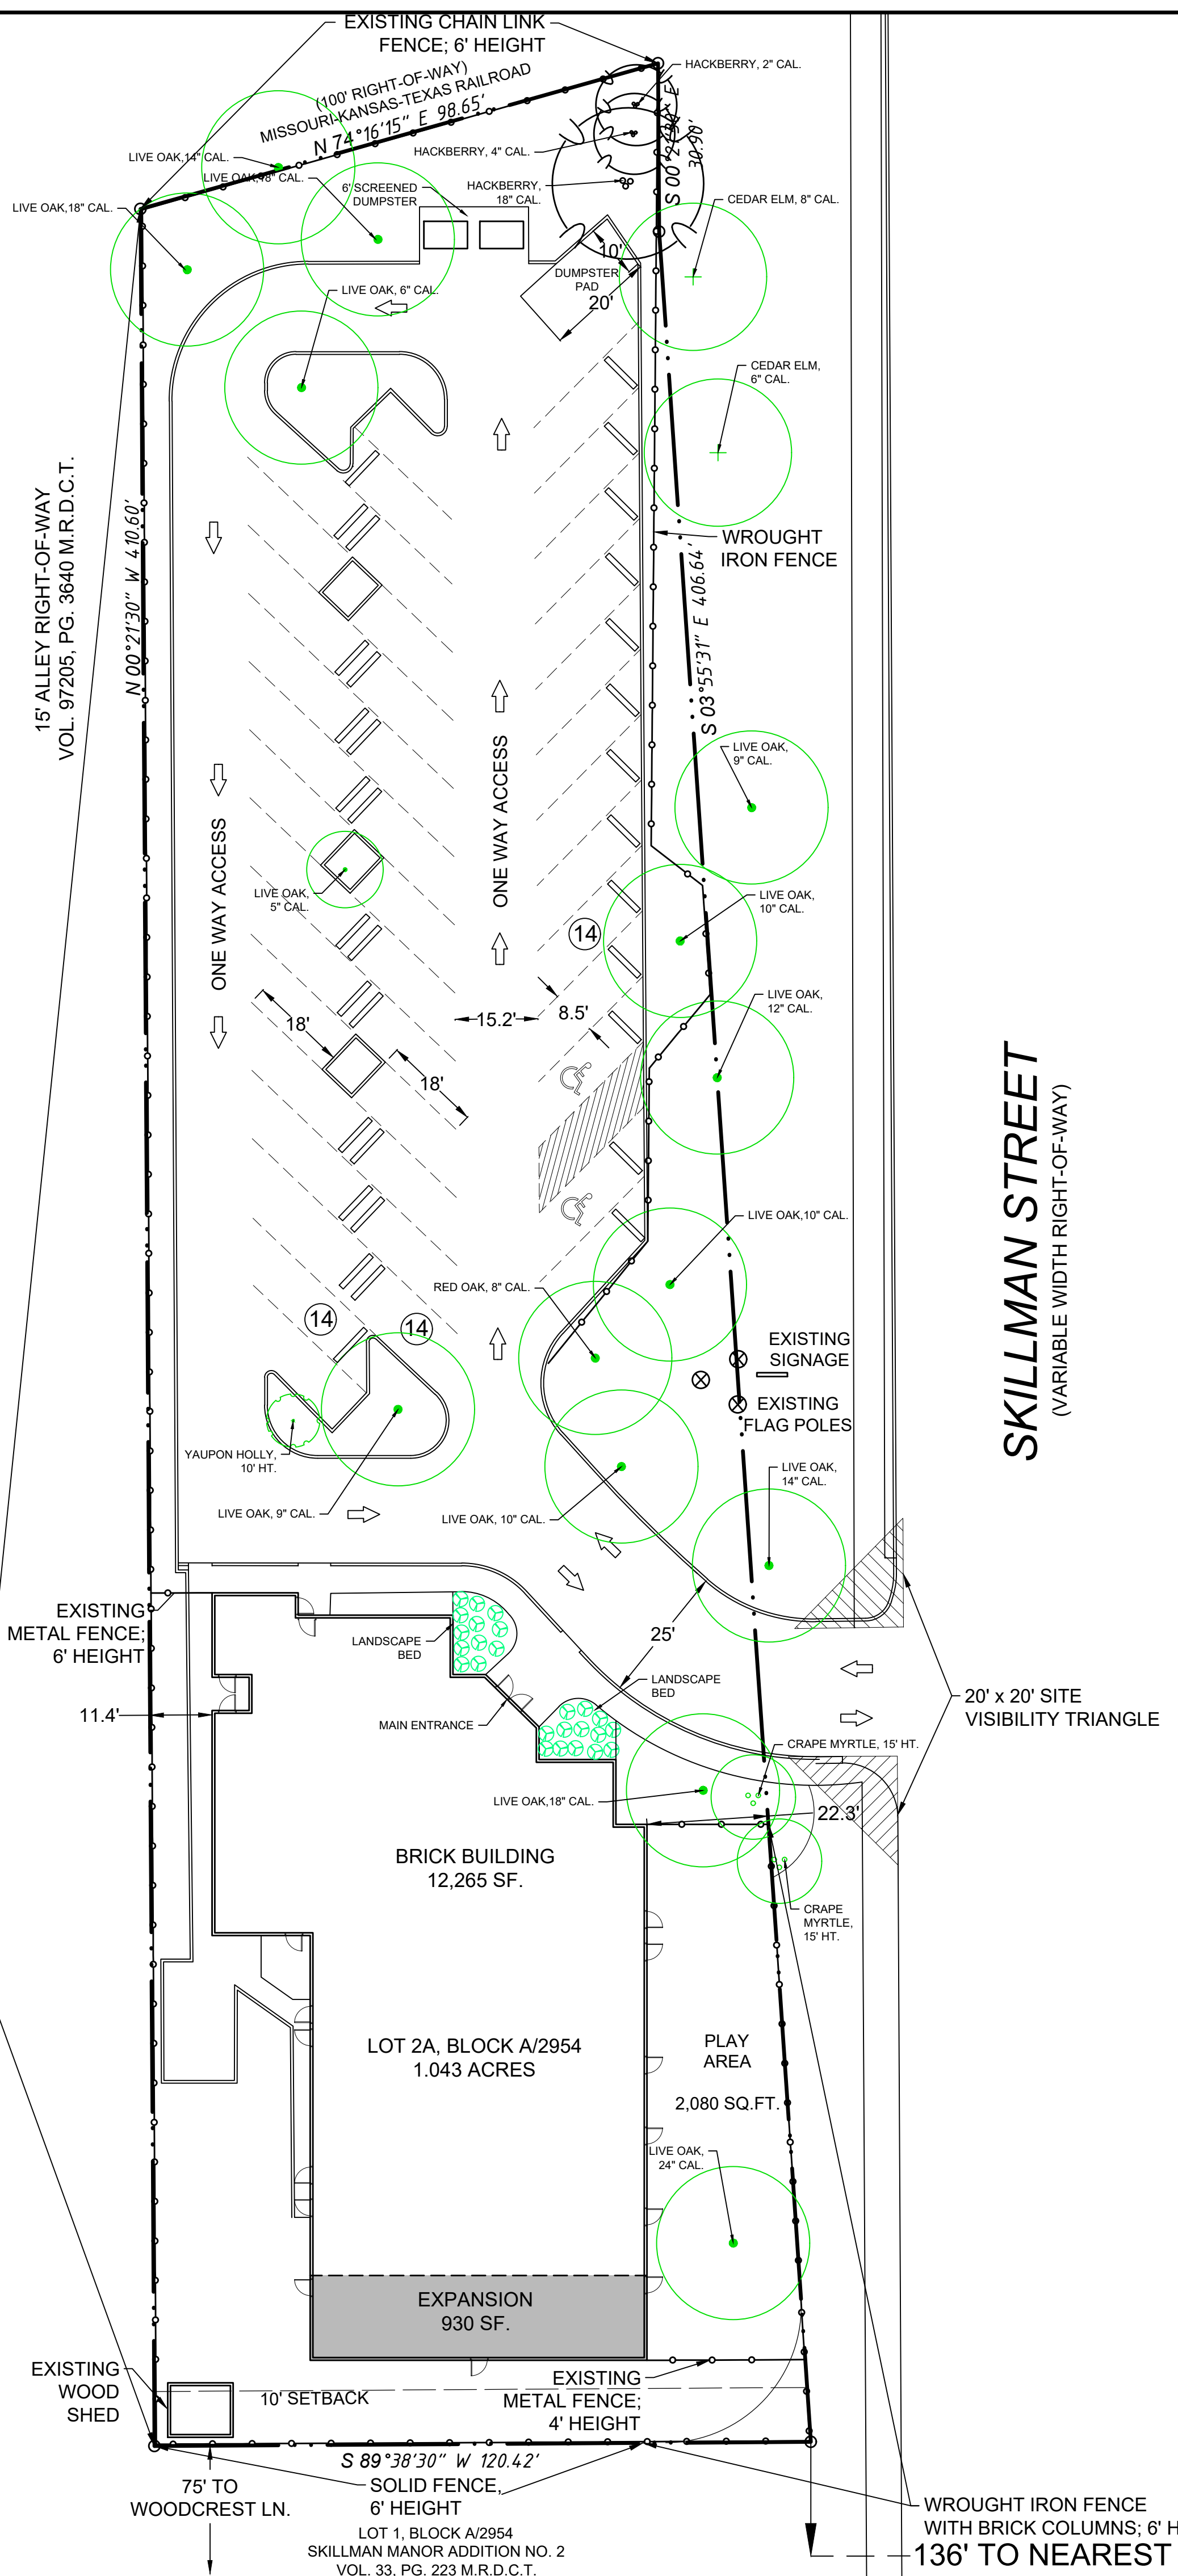 EXISTING CHAIN LINK
FENCE; 6' HEIGHT
(100' RIGHT-OF-WAY)
MISSOURI-KANSAS-TEXAS RAILROAD
N 74°16'15" E 98.65'
HACKBERRY, 2" CAL.
HACKBERRY, 4" CAL.
HACKBERRY,
18" CAL.
S 00°21'30" E
30.90'
LIVE OAK,14" CAL.
LIVE OAK,18" CAL.
LIVE OAK,18" CAL.
6' SCREENED
DUMPSTER
CEDAR ELM, 8" CAL.
10'
DUMPSTER
PAD
20'
LIVE OAK, 6" CAL.
CEDAR ELM,
6" CAL.
15' ALLEY RIGHT-OF-WAY
VOL. 97205, PG. 3640 M.R.D.C.T.
N 00°21'30" W 410.60'
WROUGHT
IRON FENCE
S 03°55'31" E 406.64'
LIVE OAK,
9" CAL.
ONE WAY ACCESS
ONE WAY ACCESS
LIVE OAK,
5" CAL.
LIVE OAK,
10" CAL.
14
LIVE OAK,
12" CAL.
18'
15.2'
8.5'
18'
SKILLMAN STREET
(VARIABLE WIDTH RIGHT-OF-WAY)
LIVE OAK,10" CAL.
RED OAK, 8" CAL.
14
14
EXISTING
SIGNAGE
EXISTING
FLAG POLES
YAUPON HOLLY,
10' HT.
LIVE OAK, 9" CAL.
LIVE OAK, 10" CAL.
LIVE OAK,
14" CAL.
EXISTING
METAL FENCE;
6' HEIGHT
LANDSCAPE
BED
25'
LANDSCAPE
BED
11.4'
MAIN ENTRANCE
20' x 20' SITE
VISIBILITY TRIANGLE
CRAPE MYRTLE, 15' HT.
LIVE OAK,18" CAL.
22.3'
BRICK BUILDING
12,265 SF.
CRAPE
MYRTLE,
15' HT.
LOT 2A, BLOCK A/2954
1.043 ACRES
PLAY
AREA
2,080 SQ.FT.
LIVE OAK,
24" CAL.
EXPANSION
930 SF.
EXISTING
WOOD
SHED
10' SETBACK
EXISTING
METAL FENCE;
4' HEIGHT
S 89°38'30" W 120.42'
75' TO
WOODCREST LN.
SOLID FENCE,
6' HEIGHT
LOT 1, BLOCK A/2954
SKILLMAN MANOR ADDITION NO. 2
VOL. 33, PG. 223 M.R.D.C.T.
WROUGHT IRON FENCE
WITH BRICK COLUMNS; 6' H
136' TO NEAREST